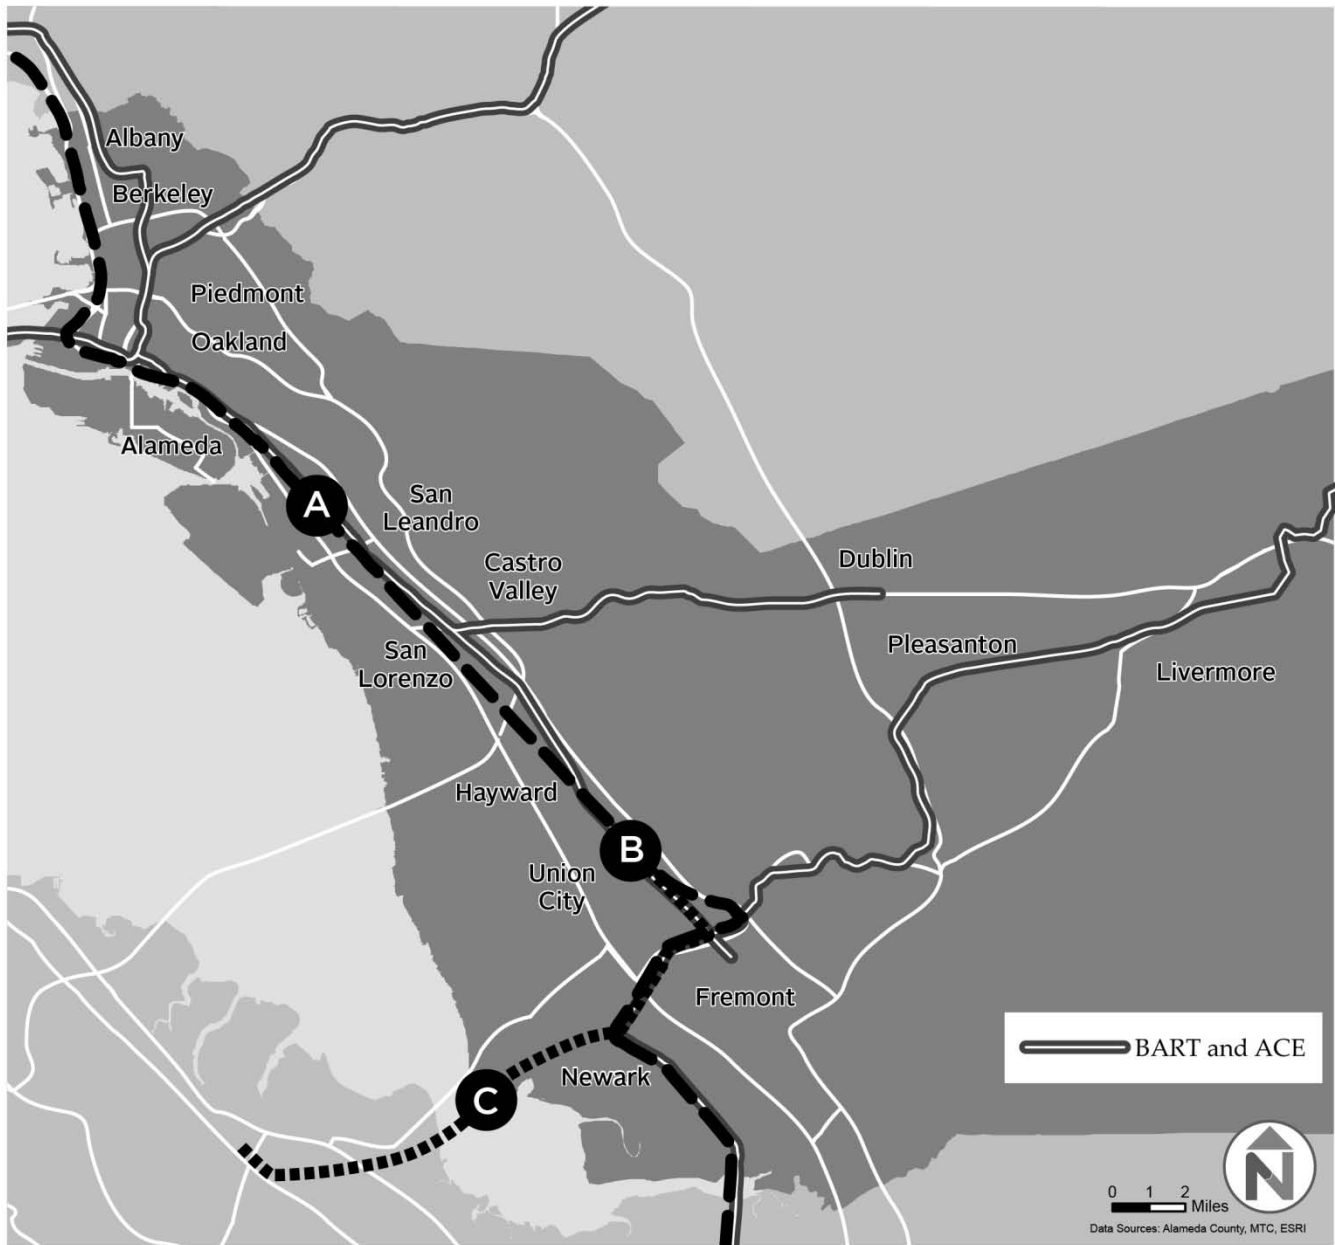 Albany
Berkeley
Piedmont
Oakland
Alameda
A
San
Leandro
Castro
Valley
Dublin
San
Lorenzo
Pleasanton
Livermore
Hayward
B
Union
City
Fremont
BART and ACE
Newark
C
N
0 1 2
Miles
Data Sources: Alameda County, MTC, ESRI